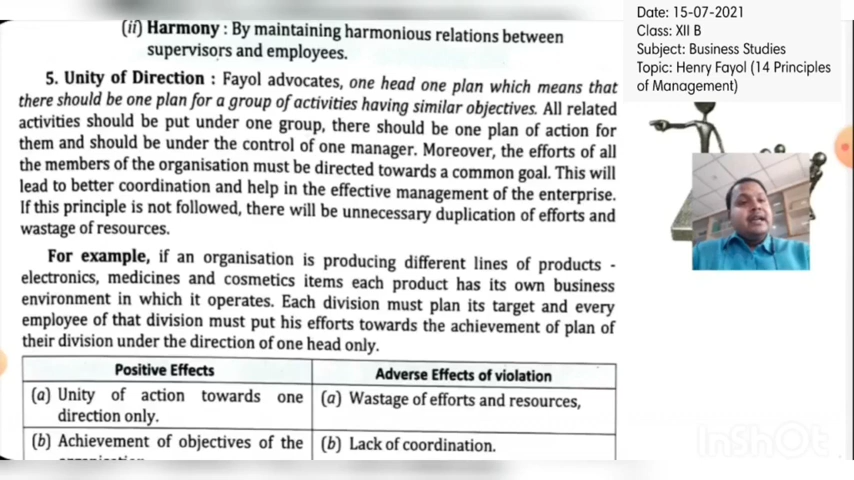 (ii) Harmony : By maintaining harmonious relations between
supervisors and employees.
5. Unity of Direction : Fayol advocates, one head one plan which means that
there should be one plan for a group of activities having similar objectives. All related
activities should be put under one group, there should be one plan of action for
them and should be under the control of one manager. Moreover, the efforts of all
the members of the organisation must be directed towards a common goal. This will
lead to better coordination and help in the effective management of the enterprise.
If this principle is not followed, there will be unnecessary duplication of efforts and
wastage of resources.
For example, if an organisation is producing different lines of products -
electronics, medicines and cosmetics items each product has its own business
environment in which it operates. Each division must plan its target and every
employee of that division must put his efforts towards the achievement of plan of
their division under the direction of one head only.
Positive Effects
Adverse Effects of violation
(a) Unity of action towards one
direction only.
(a) Wastage of efforts and resources,
(b) Achievement of objectives of the
(b) Lack of coordination.
Date: 15-07-2021
Class: XII B
Subject: Business Studies
Topic: Henry Fayol (14 Principles
of Management)
InShOt